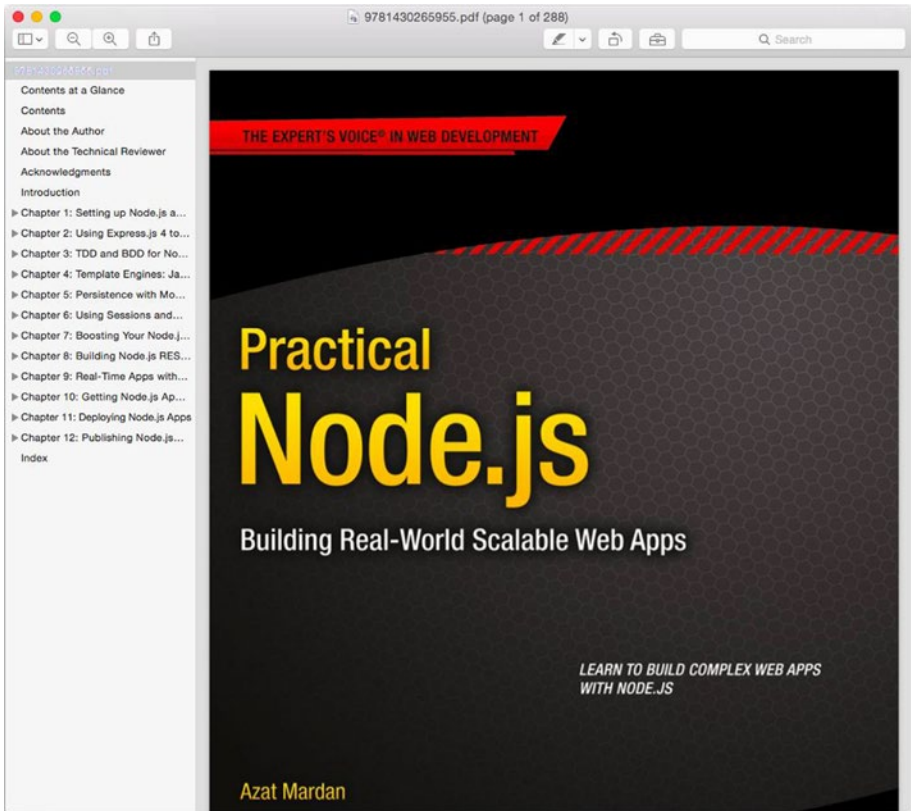 9781430265955.pdf (page 1 of 288)
Search
9781430265955.pdf
Contents at a Glance
Contents
About the Author
About the Technical Reviewer
Acknowledgments
Introduction
Chapter 1: Setting up Node.js a...
Chapter 2: Using Express.js 4 to...
Chapter 3: TDD and BDD for No...
Chapter 4: Template Engines: Ja...
Chapter 5: Persistence with Mo...
Chapter 6: Using Sessions and...
Chapter 7: Boosting Your Node.j...
Chapter 8: Building Node.js RES...
Chapter 9: Real-Time Apps with...
Chapter 10: Getting Node.js Ap...
Chapter 11: Deploying Node.js Apps
Chapter 12: Publishing Node.js...
Index
THE EXPERT'S VOICE® IN WEB DEVELOPMENT
Practical
Node.js
Building Real-World Scalable Web Apps
LEARN TO BUILD COMPLEX WEB APPS
WITH NODE.JS
Azat Mardan